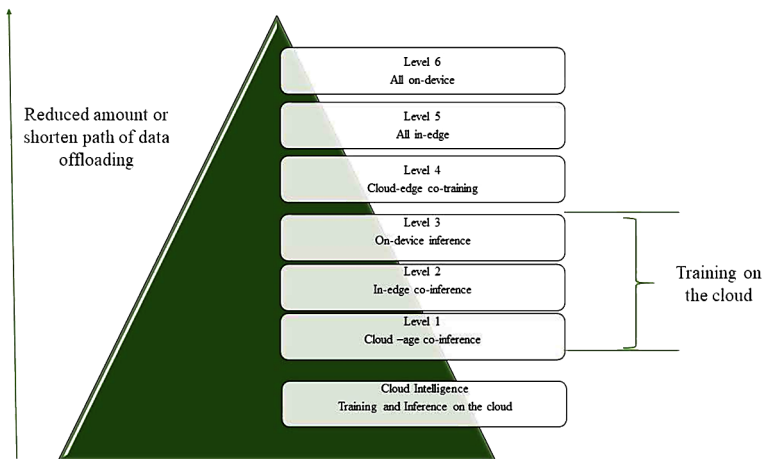 Reduced amount or
shorten path of data
offloading
Level 6
All on-device
Level 5
All in-edge
Level 4
Cloud-edge co-training
Level 3
On-device inference
Level 2
In-edge co-inference
Level 1
Cloud –age co-inference
Cloud Intelligence
Training and Inference on the cloud
Training on
the cloud